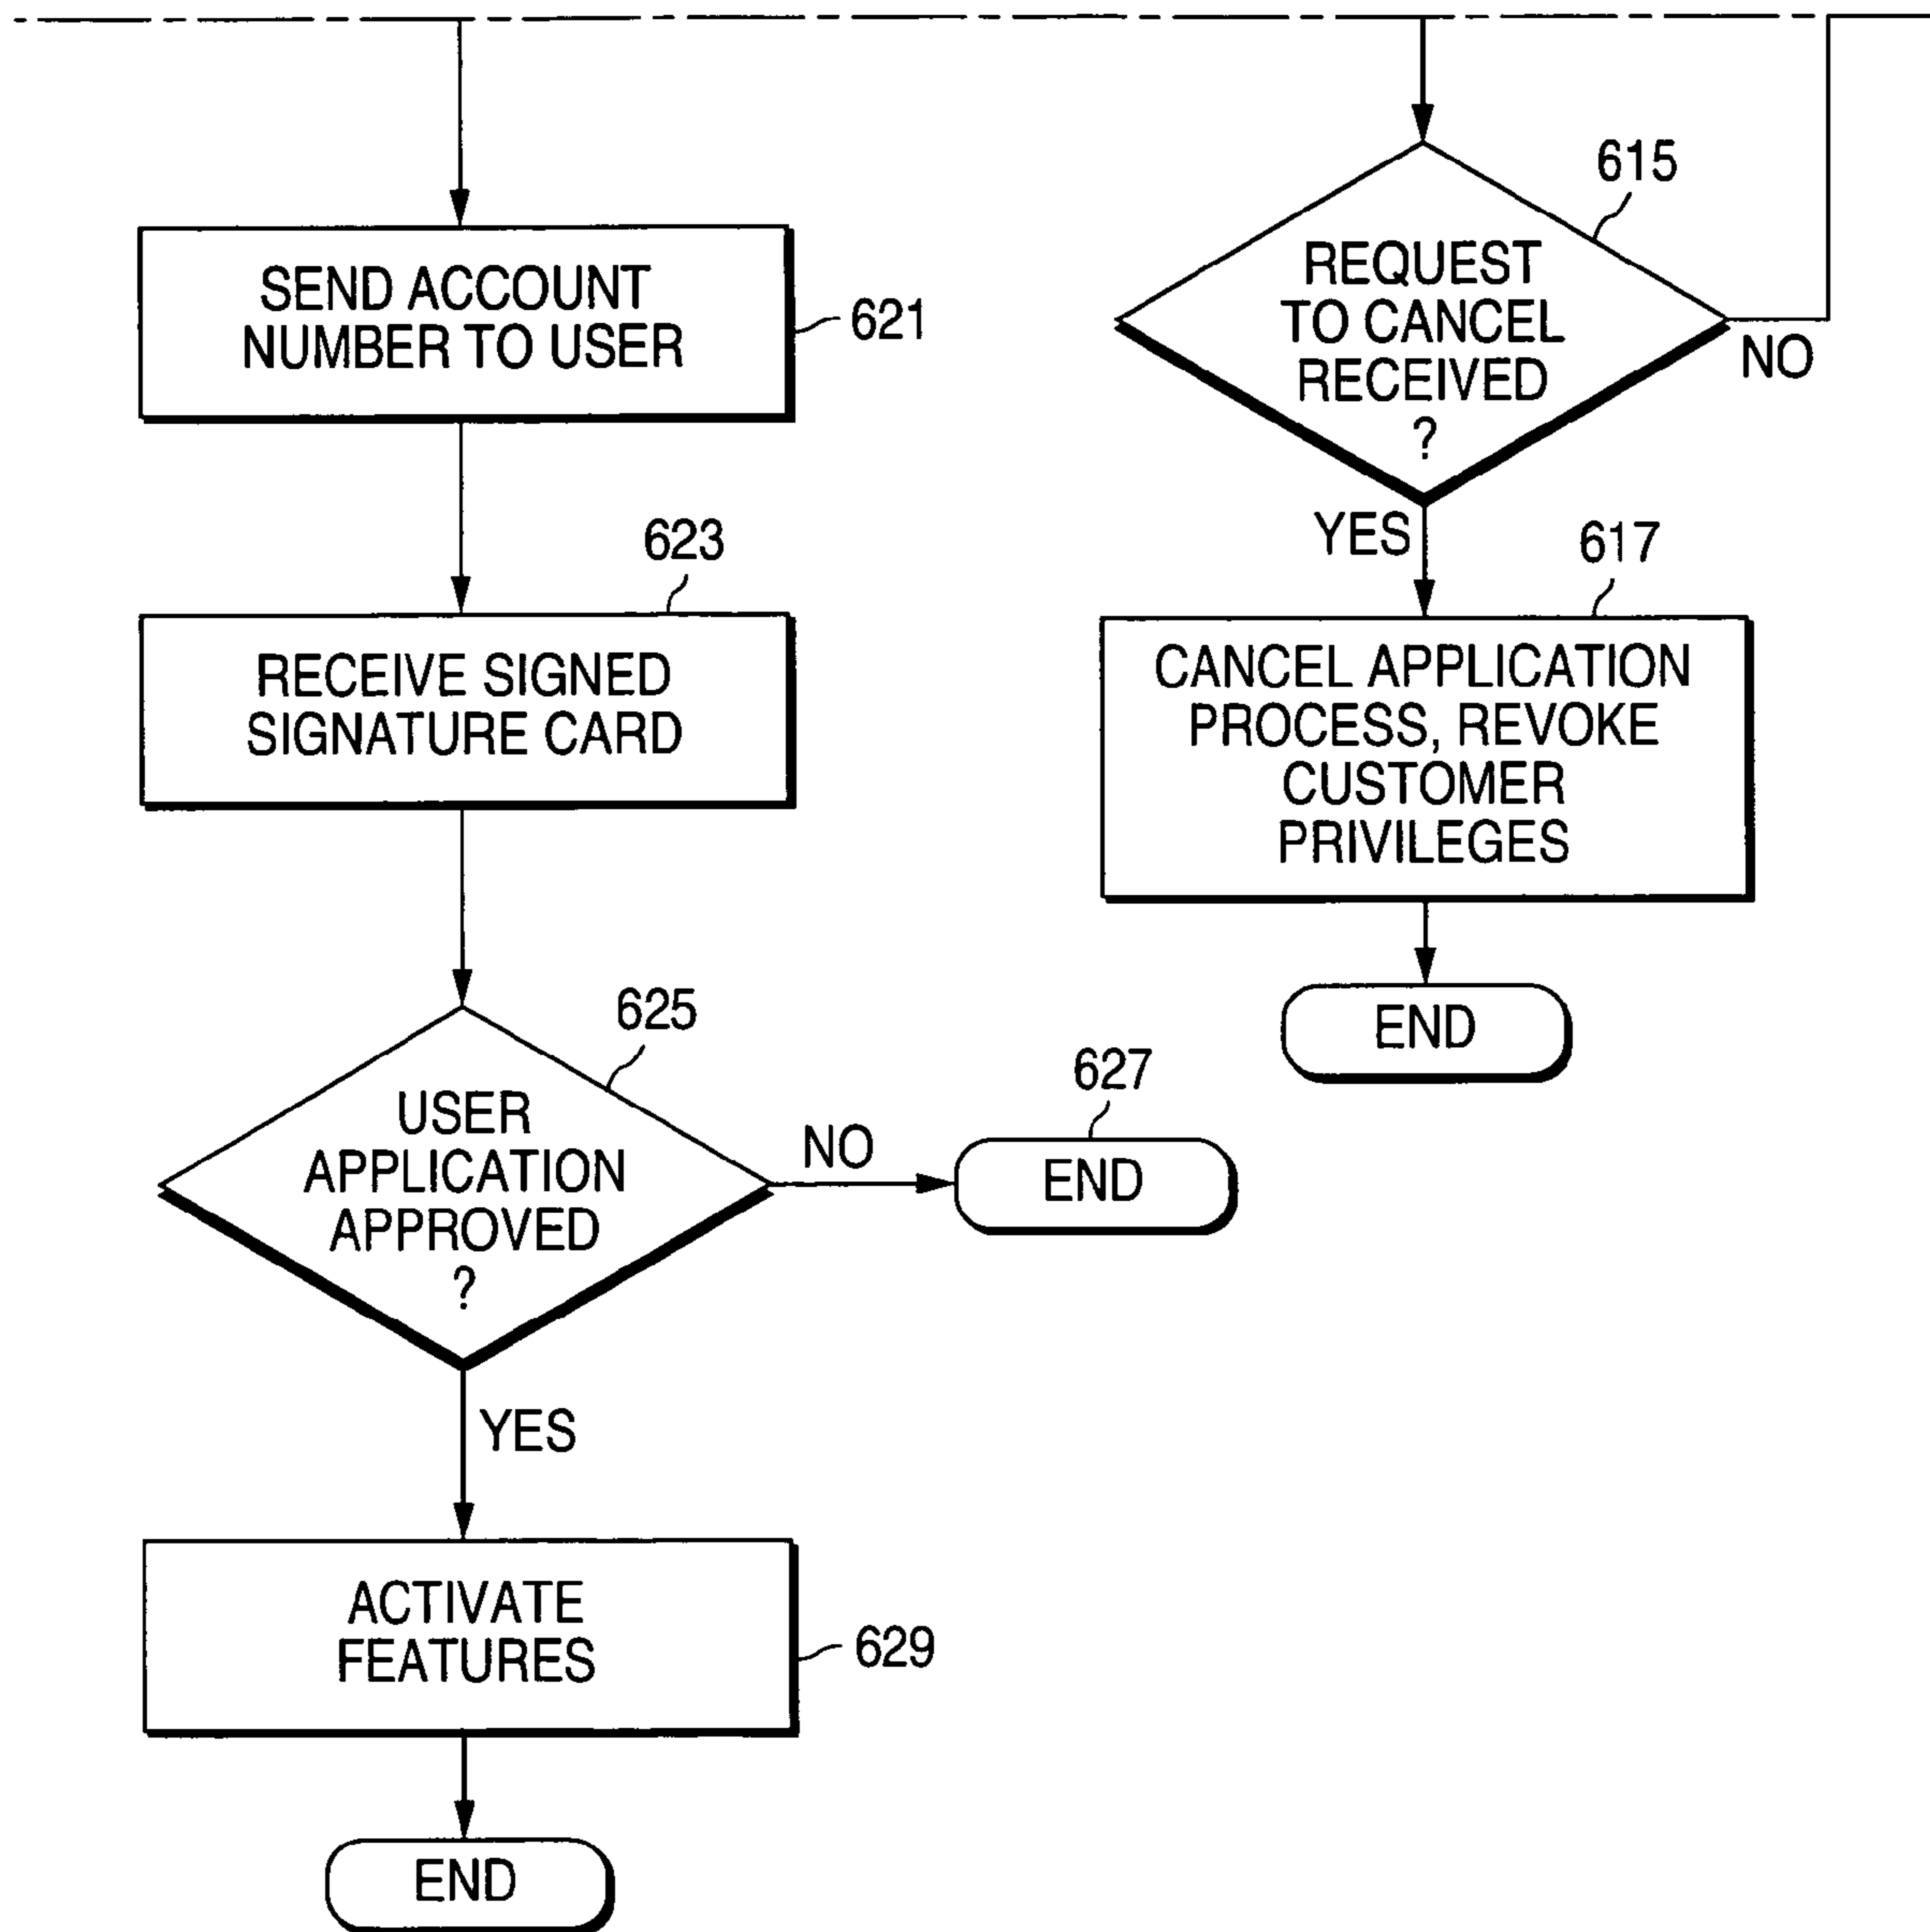 SEND ACCOUNT
NUMBER TO USER
621
623
RECEIVE SIGNED
SIGNATURE CARD
625
USER
APPLICATION
APPROVED
?
NO
627
END
YES
ACTIVATE
FEATURES
629
END
615
REQUEST
TO CANCEL
RECEIVED
?
NO
YES
617
CANCEL APPLICATION
PROCESS, REVOKE
CUSTOMER
PRIVILEGES
END